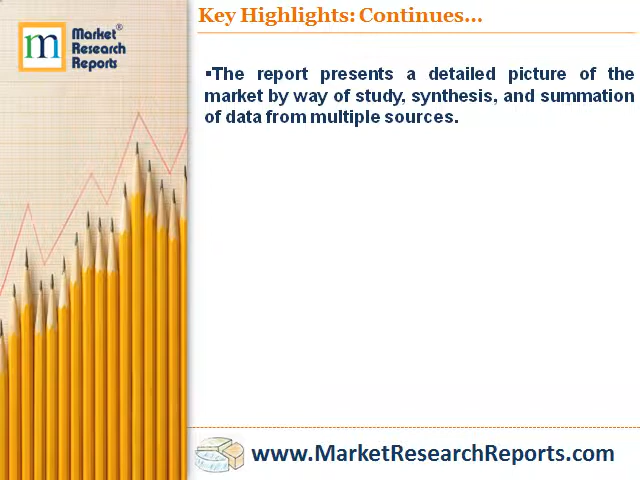 Key Highlights: Continues...
m
Market®
Research
Reports
▪The report presents a detailed picture of the
market by way of study, synthesis, and summation
of data from multiple sources.
www.MarketResearchReports.com